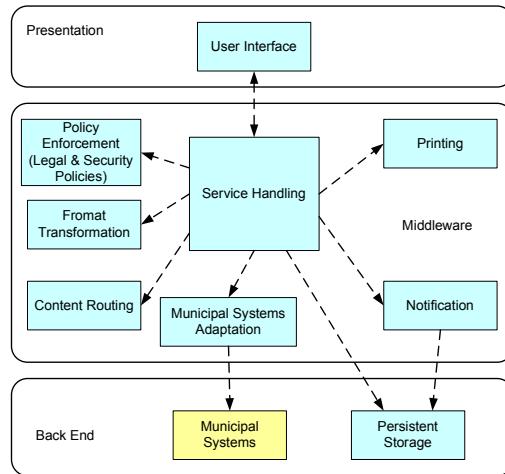 Presentation
User Interface
Policy
Enforcement
(Legal & Security
Policies)
Printing
Service Handling
Fromat
Transformation
Middleware
Content Routing
Municipal Systems
Adaptation
Notification
Back End
Municipal
Systems
Persistent
Storage